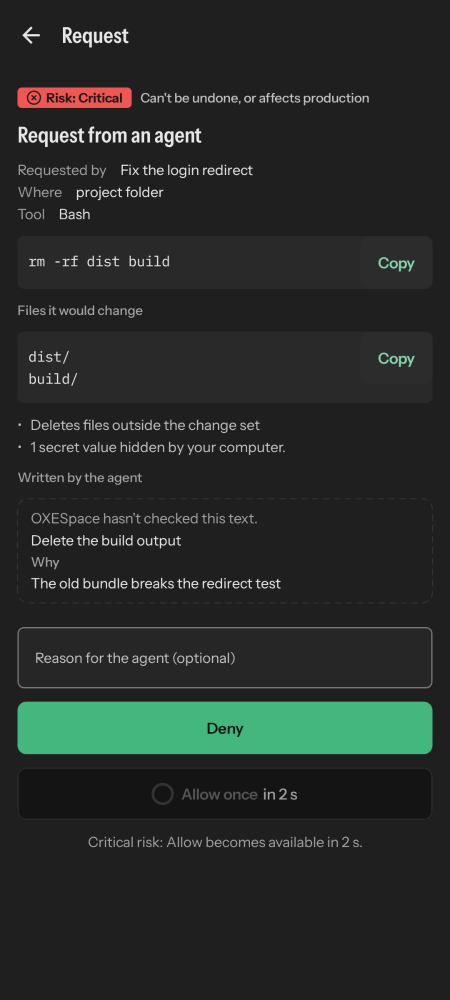 Request
Risk: Critical Can't be undone, or affects production
Request from an agent
Requested by Fix the login redirect
Where project folder
Tool Bash
rm -rf dist build Copy
Files it would change
dist/ Copy
build/
• Deletes files outside the change set
• 1 secret value hidden by your computer.
Written by the agent
OXESpace hasn't checked this text.
Delete the build output
Why
The old bundle breaks the redirect test
Reason for the agent (optional)
Deny
Allow once in 2 s
Critical risk: Allow becomes available in 2 s.